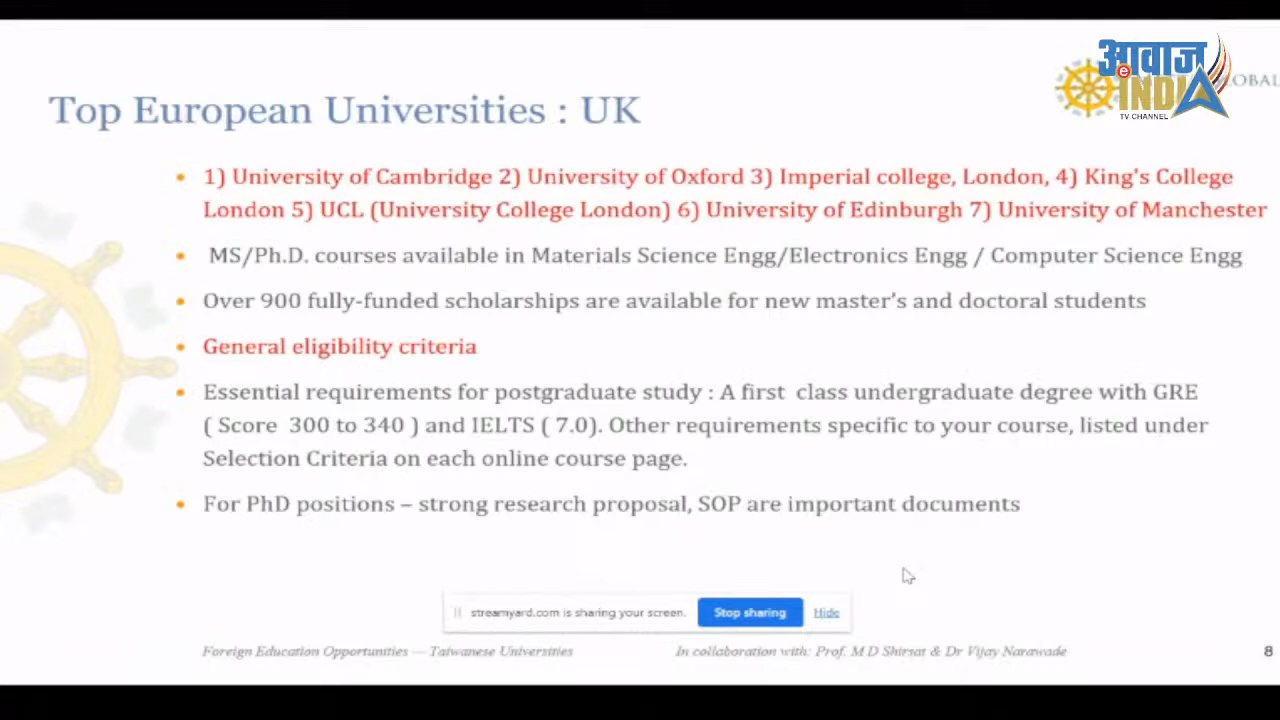 आवाज
e
INDIA
TV CHANNEL
OBAL
Top European Universities : UK
1) University of Cambridge 2) University of Oxford 3) Imperial college, London, 4) King's College
London 5) UCL (University College London) 6) University of Edinburgh 7) University of Manchester
MS/Ph.D. courses available in Materials Science Engg/Electronics Engg / Computer Science Engg
Over 900 fully-funded scholarships are available for new master's and doctoral students
General eligibility criteria
Essential requirements for postgraduate study : A first class undergraduate degree with GRE
( Score 300 to 340 ) and IELTS ( 7.0). Other requirements specific to your course, listed under
Selection Criteria on each online course page.
For PhD positions – strong research proposal, SOP are important documents
streamyard.com is sharing your screen. Stop sharing Hide
Foreign Education Opportunities — Taiwanese Universities In collaboration with: Prof. M D Shirsat & Dr Vijay Narawade 8